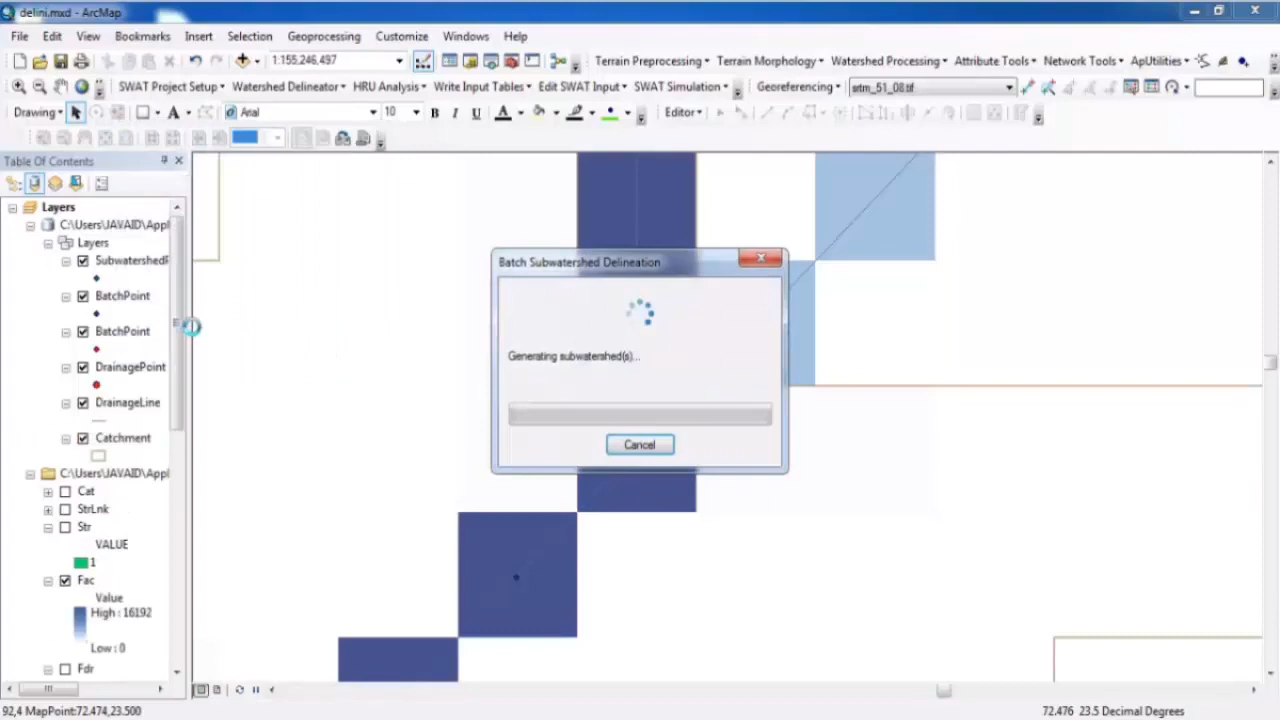 delini.mxd - ArcMap
File Edit View Bookmarks Insert Selection Geoprocessing Customize Windows Help
1:155,246,497 Terrain Preprocessing Terrain Morphology Watershed Processing Attribute Tools Network Tools ApUtilities
SWAT Project Setup Watershed Delineator HRU Analysis Write Input Tables Edit SWAT Input SWAT Simulation Georeferencing srtm_51_08.tif
Drawing A Arial 10 B I U A Editor
Table Of Contents
Layers
C:\Users\JAVAID\Appl
Layers
SubwatershedP
BatchPoint
BatchPoint
DrainagePoint
DrainageLine
Catchment
C:\Users\JAVAID\Appl
Cat
StrLnk
Str
VALUE
1
Fac
Value
High : 16192
Low : 0
Fdr
Batch Subwatershed Delineation
Generating subwatershed(s)...
Cancel
92,4 MapPoint:72.474,23.500
72.476 23.5 Decimal Degrees